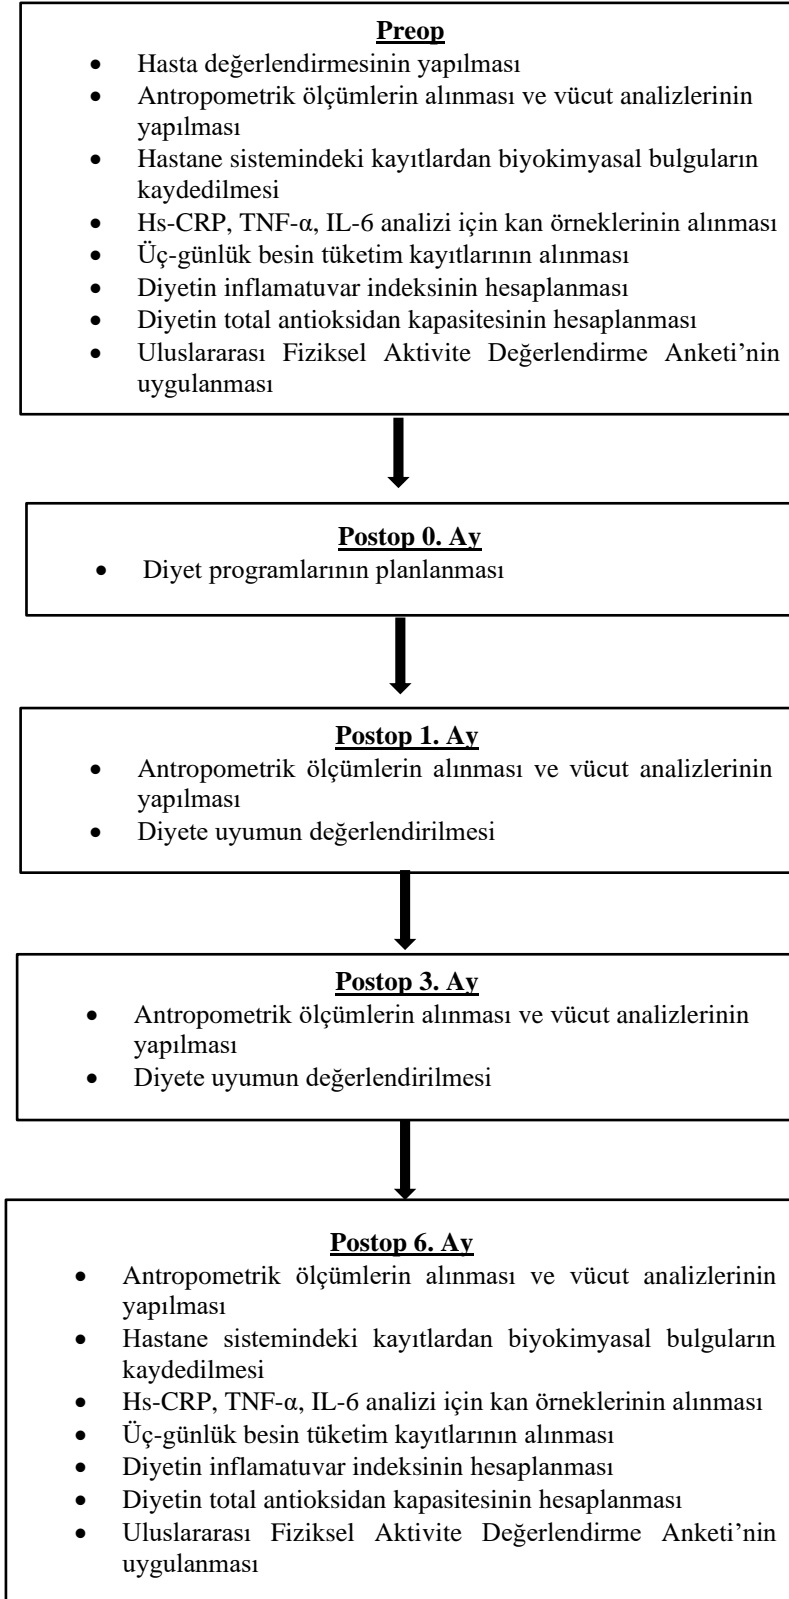 Preop
• Hasta değerlendirmesinin yapılması
• Antropometrik ölçümlerin alınması ve vücut analizlerinin
yapılması
• Hastane sistemindeki kayıtlardan biyokimyasal bulguların
kaydedilmesi
• Hs-CRP, TNF-α, IL-6 analizi için kan örneklerinin alınması
• Üç-günlük besin tüketim kayıtlarının alınması
• Diyetin inflamatuvar indeksinin hesaplanması
• Diyetin total antioksidan kapasitesinin hesaplanması
• Uluslararası Fiziksel Aktivite Değerlendirme Anketi’nin
uygulanması
Postop 0. Ay
• Diyet programlarının planlanması
Postop 1. Ay
• Antropometrik ölçümlerin alınması ve vücut analizlerinin
yapılması
• Diyete uyumun değerlendirilmesi
Postop 3. Ay
• Antropometrik ölçümlerin alınması ve vücut analizlerinin
yapılması
• Diyete uyumun değerlendirilmesi
Postop 6. Ay
• Antropometrik ölçümlerin alınması ve vücut analizlerinin
yapılması
• Hastane sistemindeki kayıtlardan biyokimyasal bulguların
kaydedilmesi
• Hs-CRP, TNF-α, IL-6 analizi için kan örneklerinin alınması
• Üç-günlük besin tüketim kayıtlarının alınması
• Diyetin inflamatuvar indeksinin hesaplanması
• Diyetin total antioksidan kapasitesinin hesaplanması
• Uluslararası Fiziksel Aktivite Değerlendirme Anketi’nin
uygulanması